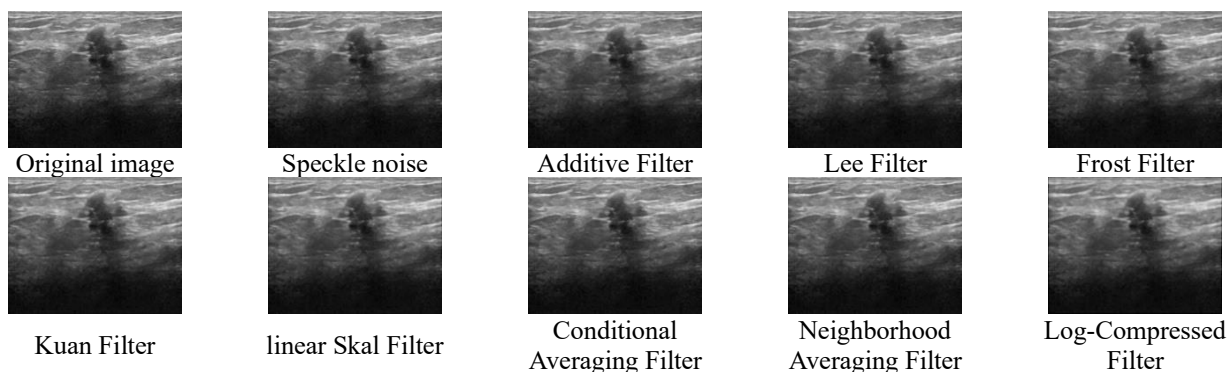 Original image
Speckle noise
Additive Filter
Lee Filter
Frost Filter
Kuan Filter
linear Skal Filter
Conditional
Averaging Filter
Neighborhood
Averaging Filter
Log-Compressed
Filter